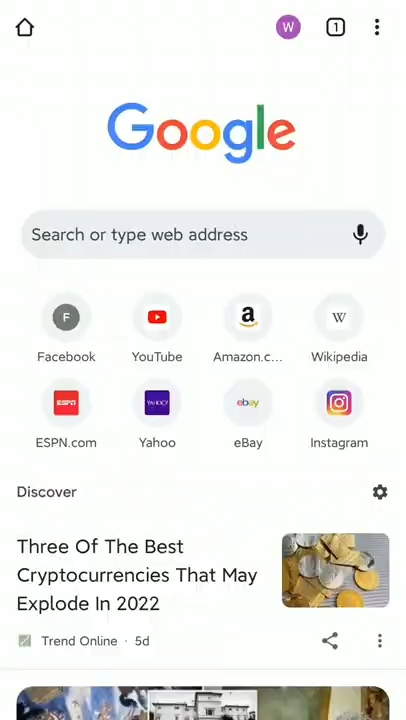 W
1
Google
Search or type web address
F
W
Facebook
YouTube
Amazon.c...
Wikipedia
ESPN
YAHOO!
ebay
ESPN.com
Yahoo
eBay
Instagram
Discover
Three Of The Best
Cryptocurrencies That May
Explode In 2022
Trend Online · 5d